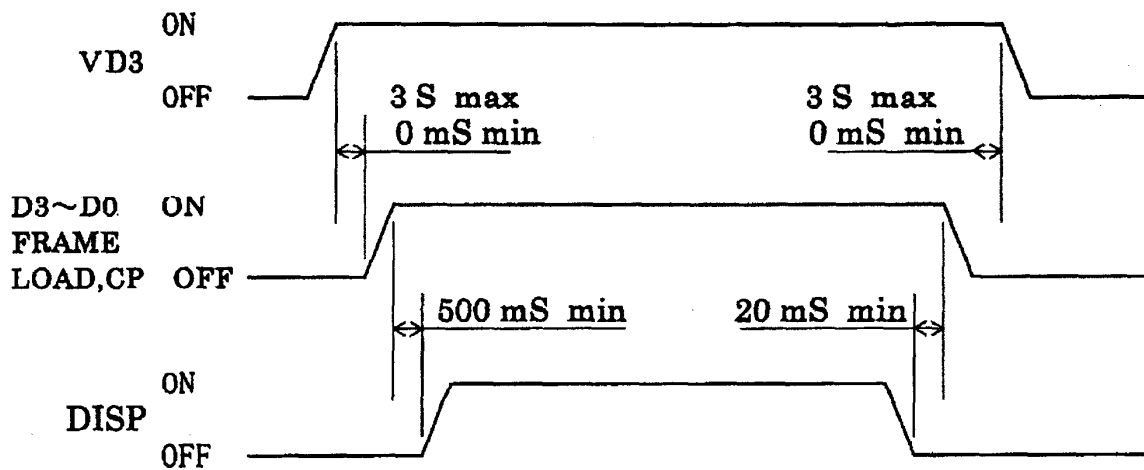 ON
VD3
OFF
3 S max
0 mS min
3 S max
0 mS min
D3~D0 ON
FRAME
LOAD,CP OFF
500 mS min
20 mS min
ON
DISP
OFF